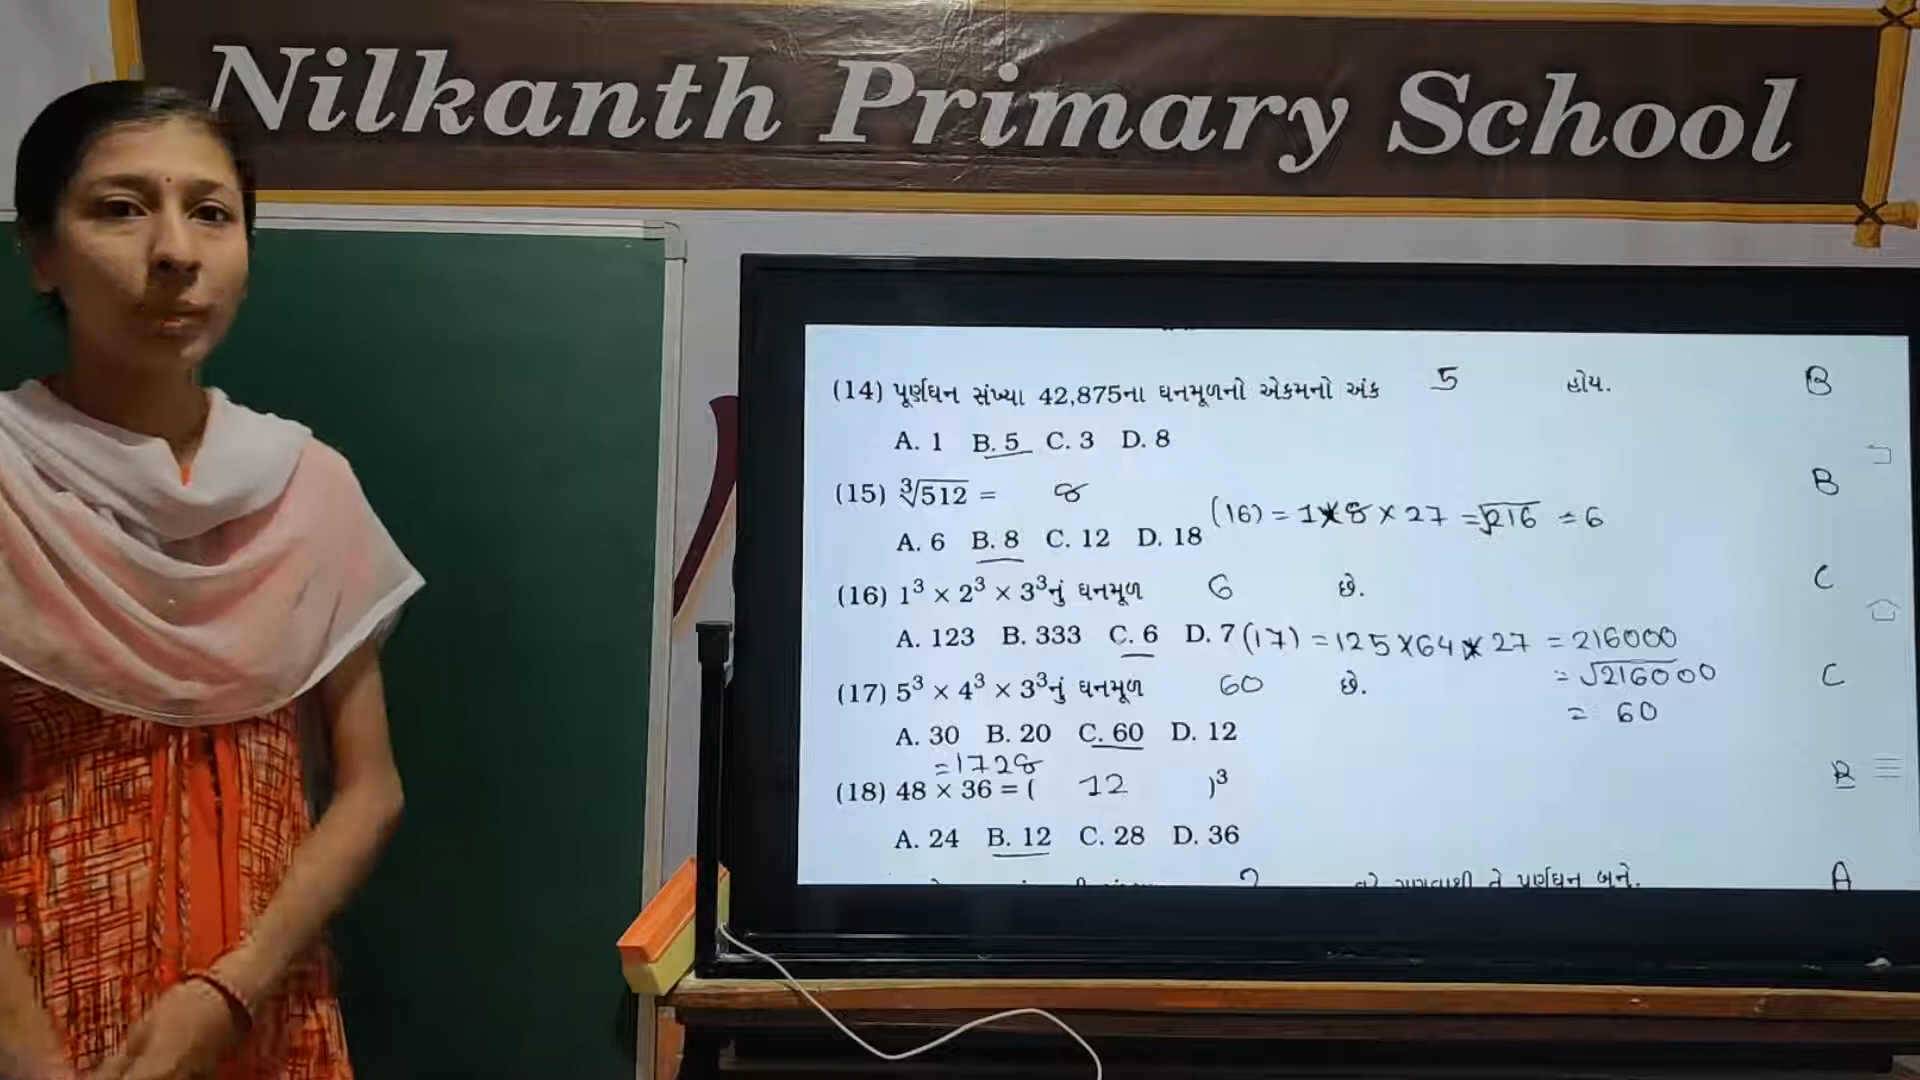 Nilkanth Primary School
(14) પૂર્ણઘન સંખ્યા 42,875ના ઘનમૂળનો એકમનો અંક 5 હોય. B
A. 1 B. 5 C. 3 D. 8
(15) ∛512 = 8 B
(16) = 1×8×27 = √216 = 6
A. 6 B. 8 C. 12 D. 18
(16) 1³ × 2³ × 3³નું ઘનમૂળ 6 છે. C
A. 123 B. 333 C. 6 D. 7
(17) = 125×64×27 = 216000
= √216000
= 60
(17) 5³ × 4³ × 3³નું ઘનમૂળ 60 છે. C
A. 30 B. 20 C. 60 D. 12
= 1728
(18) 48 × 36 = ( 12 )³ B
A. 24 B. 12 C. 28 D. 36
તે પૂર્ણઘન બને. A